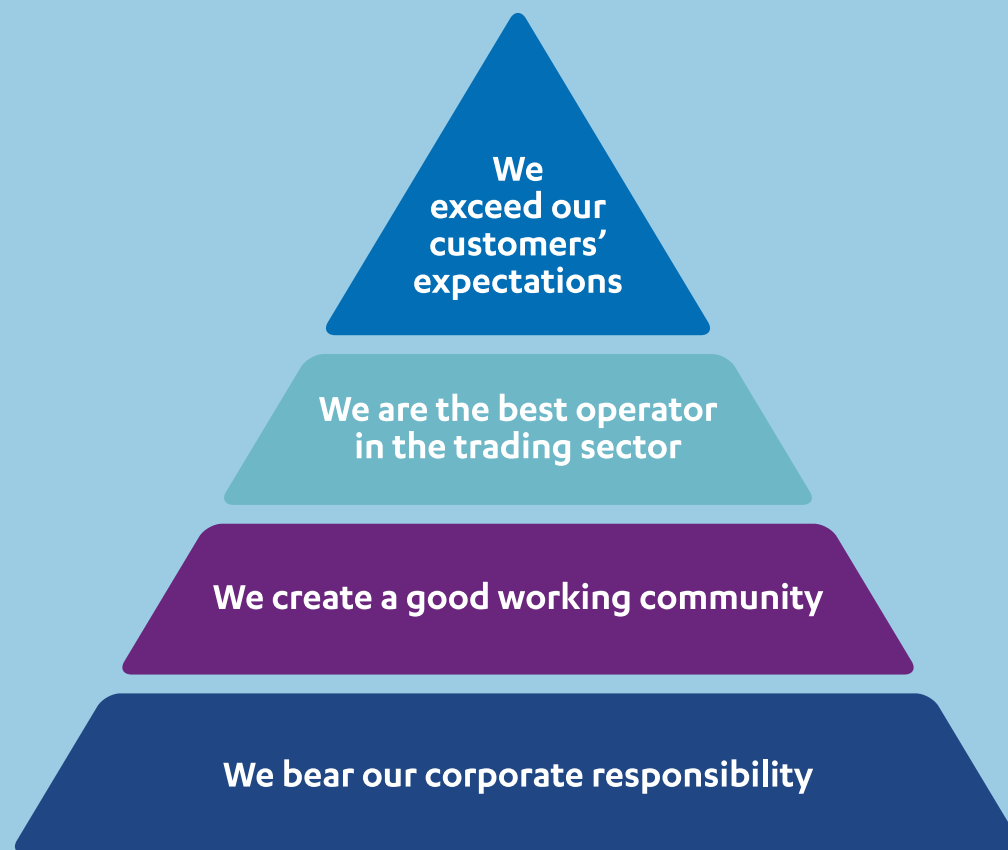 We
exceed our
customers’
expectations
We are the best operator
in the trading sector
We create a good working community
We bear our corporate responsibility